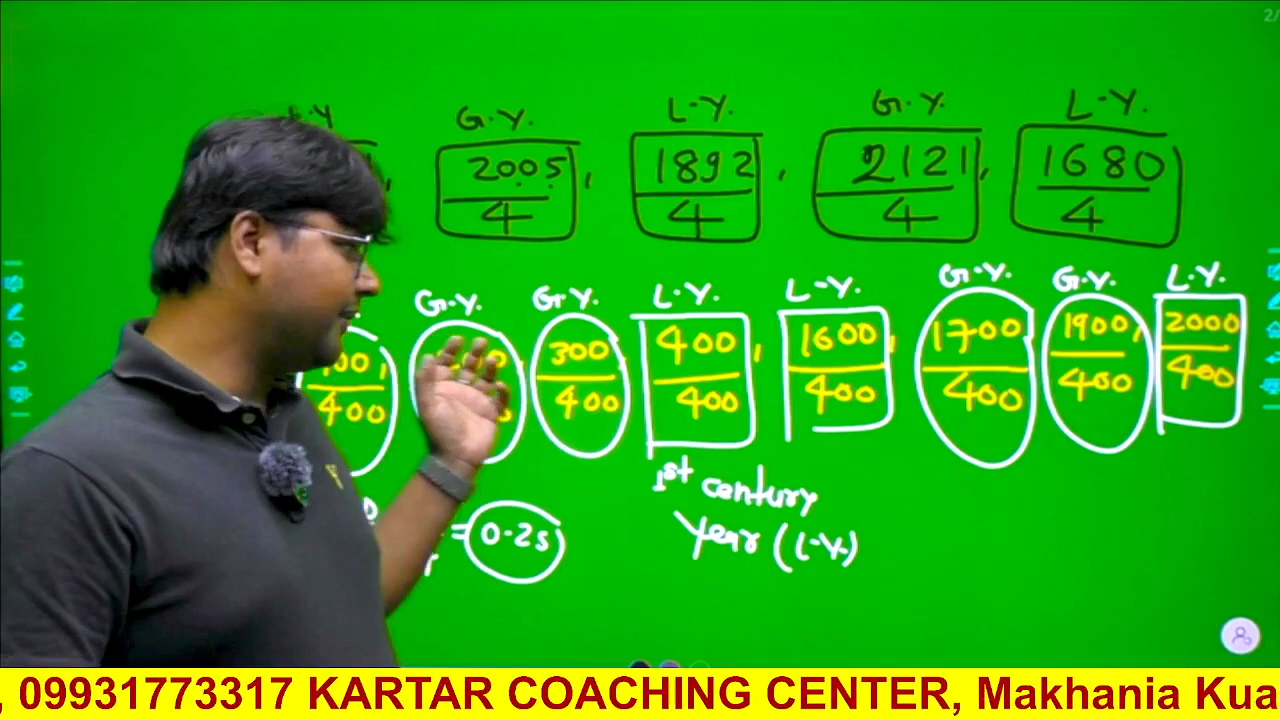 G.Y. L.Y. G.Y. L.Y.
2005, 1892, 2121, 1680
4 4 4 4
G.Y. G.Y. L.Y. L.Y. G.Y. G.Y. L.Y.
300, 400, 1600, 1700 1900, 2000
400 400 400 400 400 400 400
1st century
Year (L.Y.)
= 0.25
, 09931773317 KARTAR COACHING CENTER, Makhania Kua